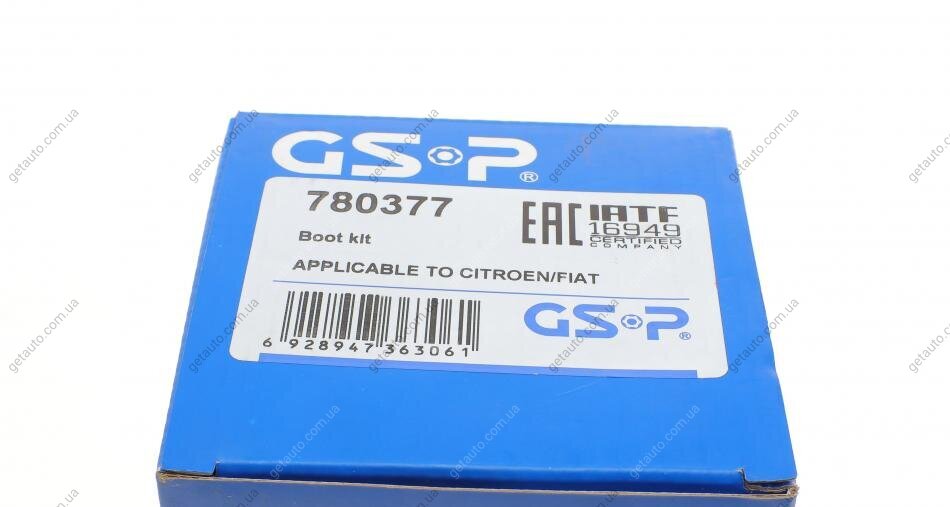 GSP®
780377
EAC
IATF
16949
CERTIFIED
COMPANY
Boot kit
APPLICABLE TO CITROEN/FIAT
6 928947 363061
GSP®
getauto.com.ua